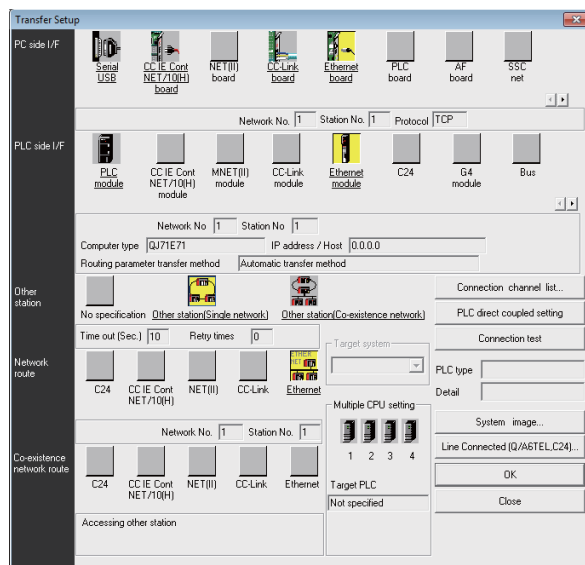 Transfer Setup
PC side I/F
Serial USB
CC IE Cont NET/10(H) board
NET(II) board
CC-Link board
Ethernet board
PLC board
AF board
SSC net
Network No. 1 Station No. 1 Protocol TCP
PLC side I/F
PLC module
CC IE Cont NET/10(H) module
MNET(II) module
CC-Link module
Ethernet module
C24
G4 module
Bus
Network No 1 Station No 1
Computer type QJ71E71 IP address / Host 0.0.0.0
Routing parameter transfer method Automatic transfer method
Other station
No specification
Other station(Single network)
Other station(Co-existence network)
Time out (Sec.) 10 Retry times 0
Network route
C24
CC IE Cont NET/10(H)
NET(II)
CC-Link
Ethernet
Network No. 1 Station No. 1
Co-existence network route
C24
CC IE Cont NET/10(H)
NET(II)
CC-Link
Ethernet
Accessing other station
Target system
Multiple CPU setting
1 2 3 4
Target PLC
Not specified
Connection channel list...
PLC direct coupled setting
Connection test
PLC type
Detail
System image...
Line Connected (Q/A6TEL,C24)...
OK
Close